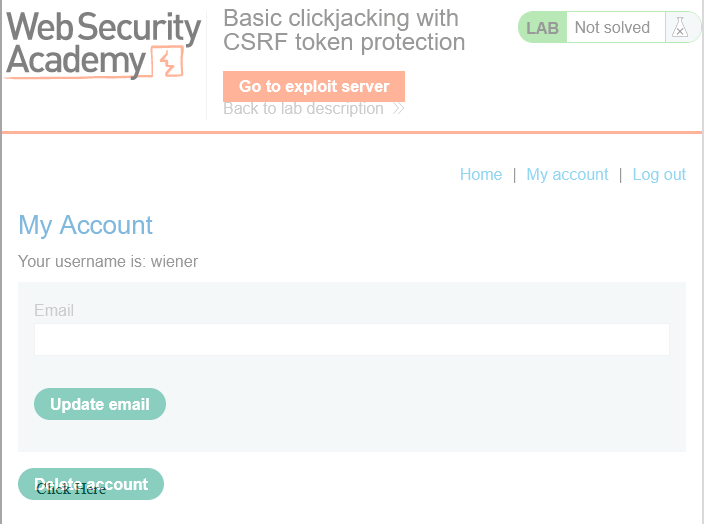 Web Security
Academy
Basic clickjacking with
CSRF token protection
LAB Not solved
Go to exploit server
Back to lab description
Home | My account | Log out
My Account
Your username is: wiener
Email
Update email
Delete account
Click Here